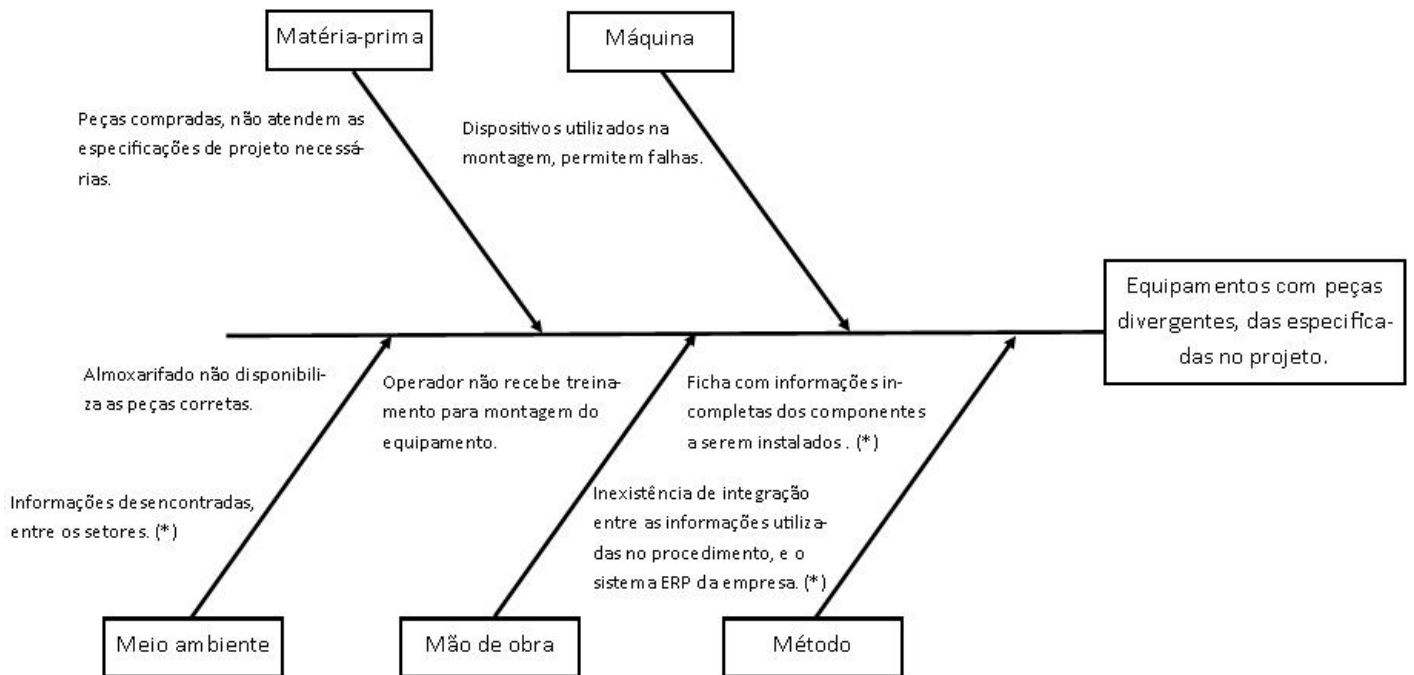 Matéria-prima
Máquina
Peças compradas, não atendem as
especificações de projeto necessá-
rias.
Dispositivos utilizados na
montagem, permitem falhas.
Equipamentos com peças
divergentes, das especifica-
das no projeto.
Almoxarifado não disponibili-
za as peças corretas.
Operador não recebe treina-
mento para montagem do
equipamento.
Ficha com informações in-
completas dos componentes
a serem instalados . (*)
Informações desencontradas,
entre os setores. (*)
Inexistência de integração
entre as informações utiliza-
das no procedimento, e o
sistema ERP da empresa. (*)
Meio ambiente
Mão de obra
Método